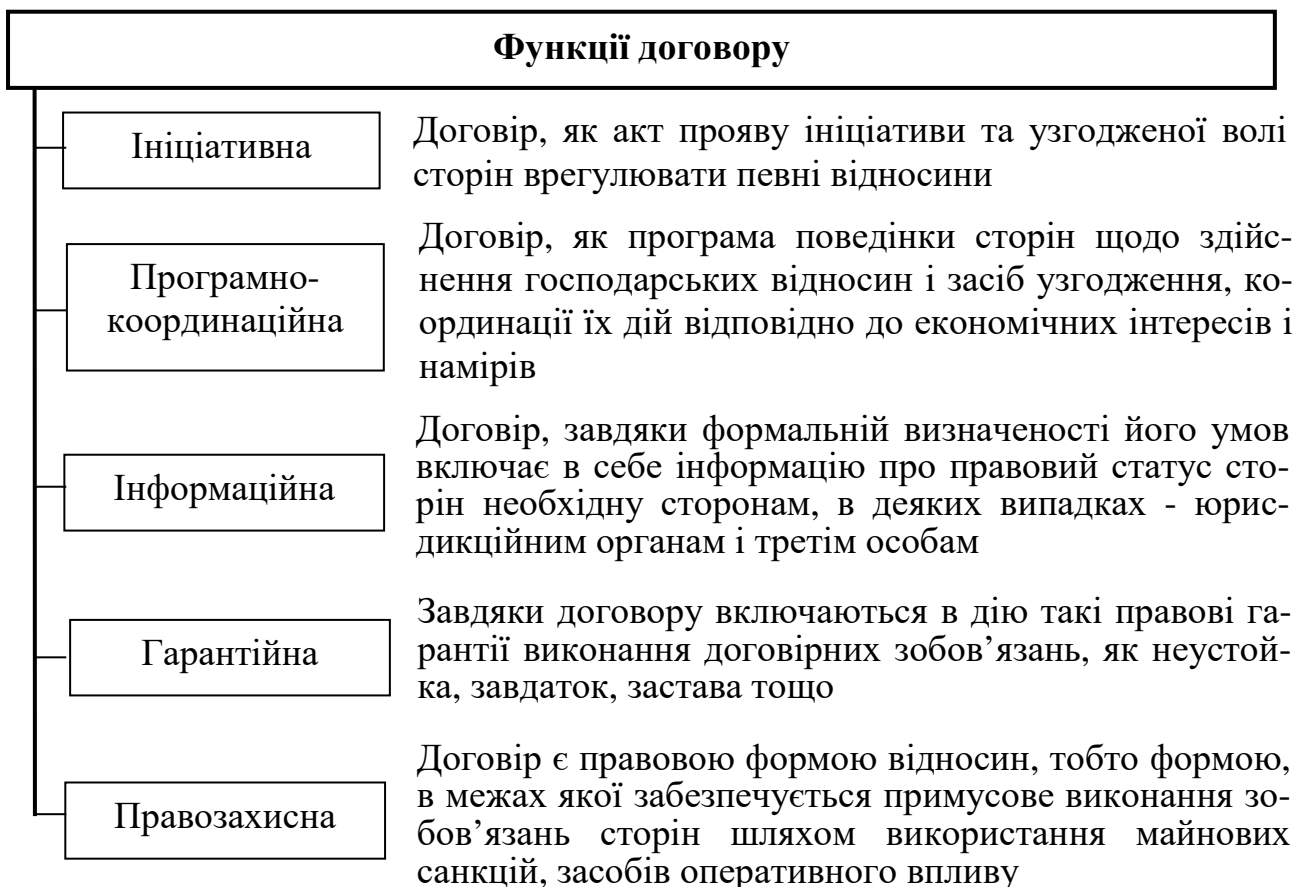 Функції договору
Ініціативна
Договір, як акт прояву ініціативи та узгодженої волі
сторін врегулювати певні відносини
Програмно-
координаційна
Договір, як програма поведінки сторін щодо здійс-
нення господарських відносин і засіб узгодження, ко-
ординації їх дій відповідно до економічних інтересів і
намірів
Інформаційна
Договір, завдяки формальній визначеності його умов
включає в себе інформацію про правовий статус сто-
рін необхідну сторонам, в деяких випадках - юрис-
дикційним органам і третім особам
Гарантійна
Завдяки договору включаються в дію такі правові га-
рантії виконання договірних зобов’язань, як неустой-
ка, завдаток, застава тощо
Правозахисна
Договір є правовою формою відносин, тобто формою,
в межах якої забезпечується примусове виконання зо-
бов’язань сторін шляхом використання майнових
санкцій, засобів оперативного впливу